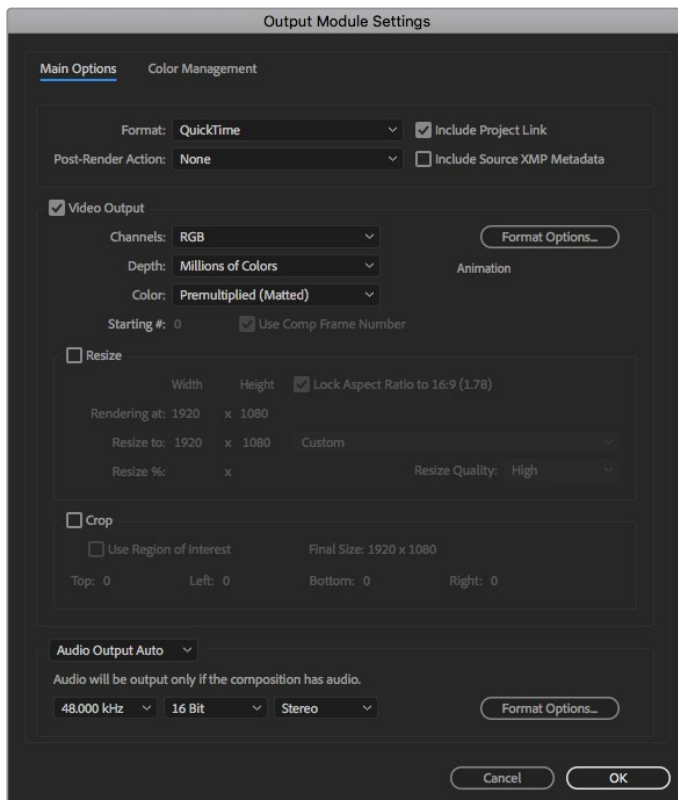 Output Module Settings
Main Options Color Management
Format: QuickTime Include Project Link
Post-Render Action: None Include Source XMP Metadata
Video Output
Channels: RGB Format Options...
Depth: Millions of Colors Animation
Color: Premultiplied (Matted)
Starting #: 0 Use Comp Frame Number
Resize
Width Height Lock Aspect Ratio to 16:9 (1.78)
Rendering at: 1920 x 1080
Resize to: 1920 x 1080 Custom
Resize %: x Resize Quality: High
Crop
Use Region of Interest Final Size: 1920 x 1080
Top: 0 Left: 0 Bottom: 0 Right: 0
Audio Output Auto
Audio will be output only if the composition has audio.
48.000 kHz 16 Bit Stereo Format Options...
Cancel OK